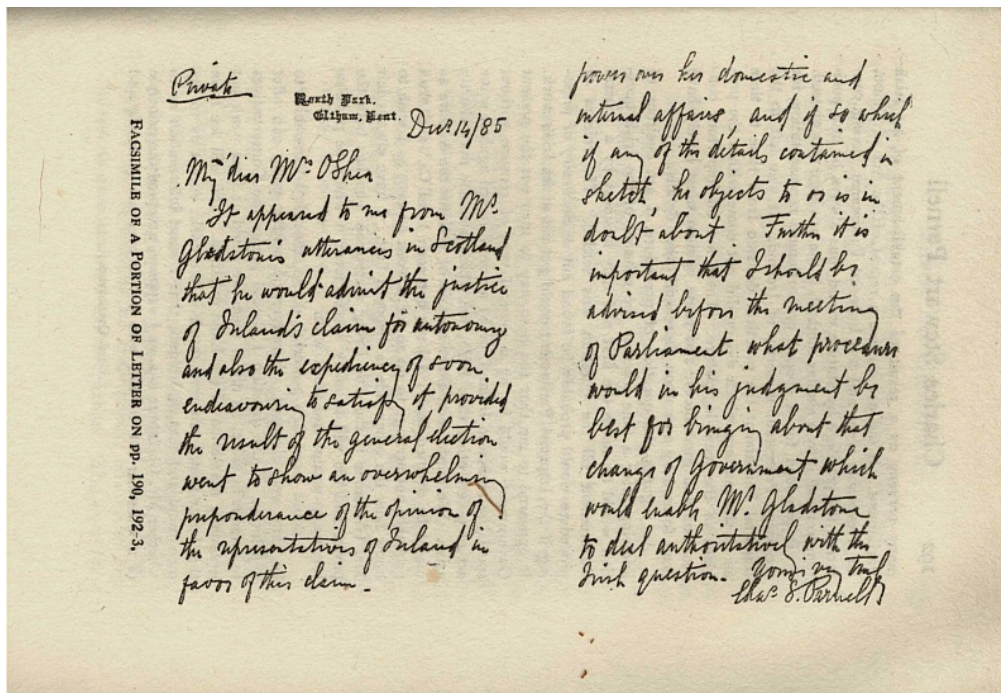 Private
North Park,
Eltham, Kent.
Decr 14/85
My dear Mrs O'Shea
It appeared to me from Mr
Gladstone's utterances in Scotland
that he would admit the justice
of Ireland's claim for autonomy
and also the expediency of soon
endeavouring to satisfy it provided
the result of the general election
went to show an overwhelming
preponderance of the opinion of
the representatives of Ireland in
favor of this claim.
power over her domestic and
internal affairs, and if so which
if any of the details contained in
sketch, he objects to or is in
doubt about. Further it is
important that I should be
advised before the meeting
of Parliament what procedure
would in his judgment be
best for bringing about that
change of Government which
would enable Mr Gladstone
to deal authoritatively with the
Irish question. Yours very truly
Chas S. Parnell
FACSIMILE OF A PORTION OF LETTER ON pp. 190, 192-3.